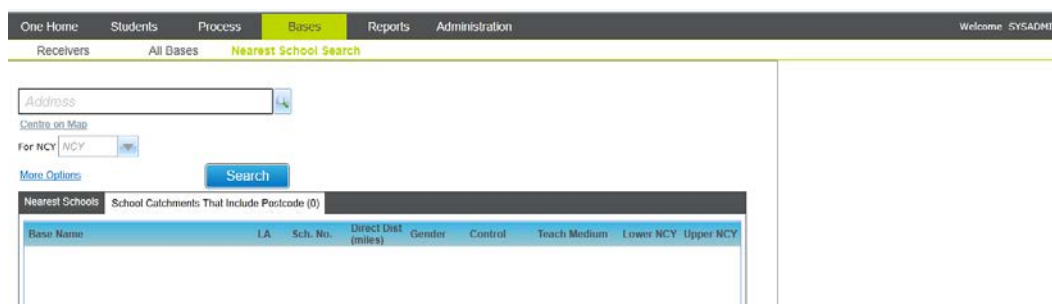 One Home Students Process Bases Reports Administration Welcome SYSADMI
Receivers All Bases Nearest School Search
Address
Centre on Map
For NCY NCY
More Options Search
Nearest Schools School Catchments That Include Postcode (0)
Base Name LA Sch. No. Direct Dist (miles) Gender Control Teach Medium Lower NCY Upper NCY